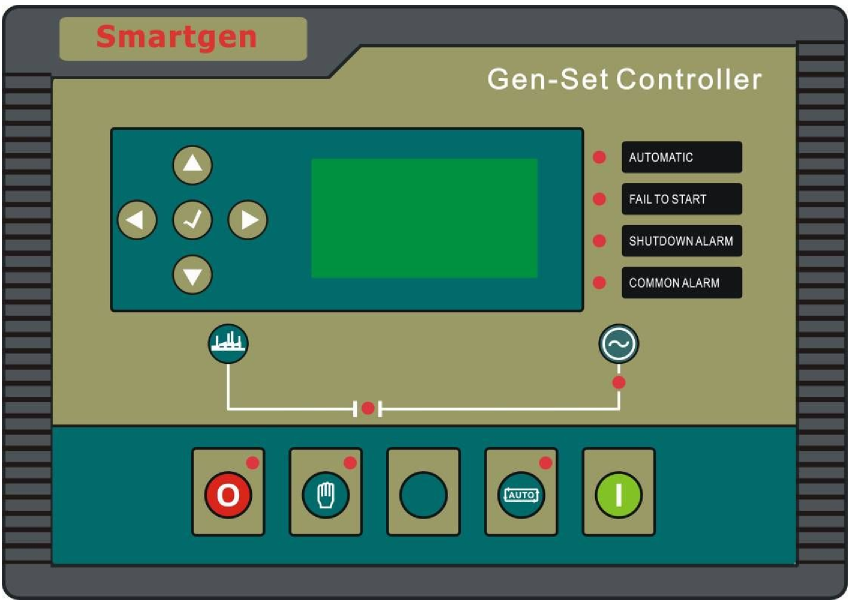 Smartgen
Gen-Set Controller
AUTOMATIC
FAIL TO START
SHUTDOWN ALARM
COMMON ALARM
O
AUTO
I